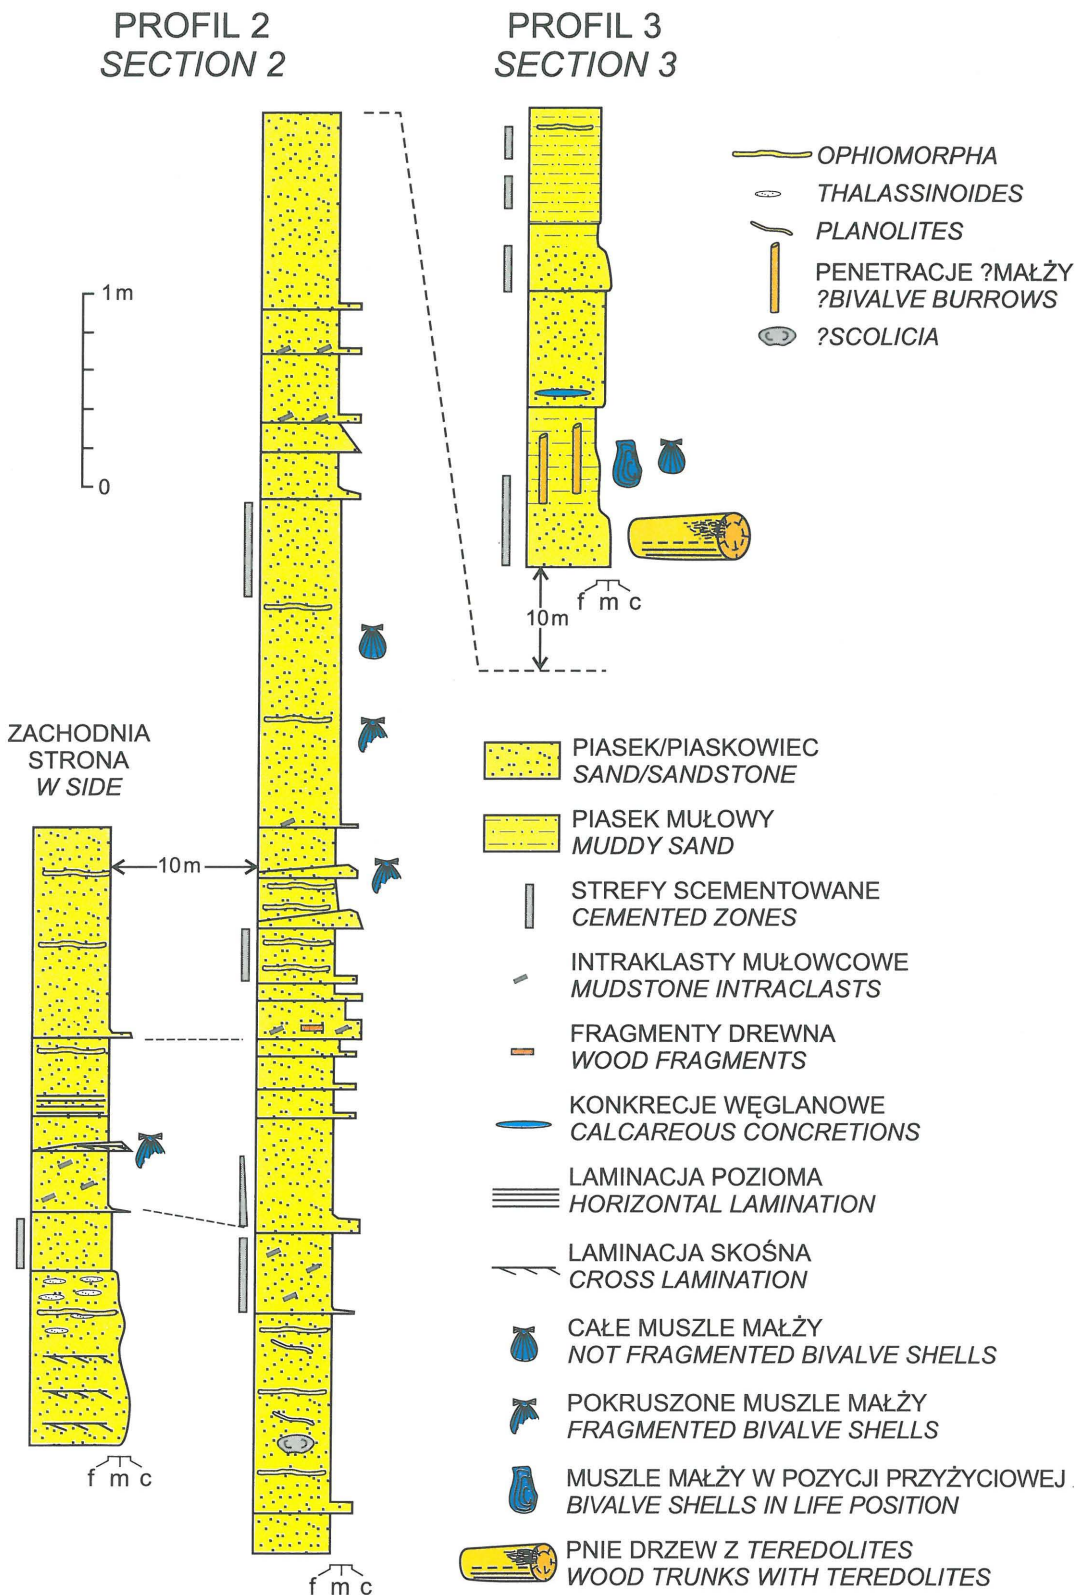 PROFIL 2
SECTION 2
PROFIL 3
SECTION 3
OPHIOMORPHA
THALASSINOIDES
PLANOLITES
PENETRACJE ?MAŁŻY
?BIVALVE BURROWS
?SCOLICIA
1 m
0
f m c
10 m
ZACHODNIA
STRONA
W SIDE
10 m
f m c
f m c
PIASEK/PIASKOWIEC
SAND/SANDSTONE
PIASEK MUŁOWY
MUDDY SAND
STREFY SCEMENTOWANE
CEMENTED ZONES
INTRAKLASTY MUŁOWCOWE
MUDSTONE INTRACLASTS
FRAGMENTY DREWNA
WOOD FRAGMENTS
KONKRECJE WĘGLANOWE
CALCAREOUS CONCRETIONS
LAMINACJA POZIOMA
HORIZONTAL LAMINATION
LAMINACJA SKOŚNA
CROSS LAMINATION
CAŁE MUSZLE MAŁŻY
NOT FRAGMENTED BIVALVE SHELLS
POKRUSZONE MUSZLE MAŁŻY
FRAGMENTED BIVALVE SHELLS
MUSZLE MAŁŻY W POZYCJI PRZYŻYCIOWEJ
BIVALVE SHELLS IN LIFE POSITION
PNIE DRZEW Z TEREDOLITES
WOOD TRUNKS WITH TEREDOLITES